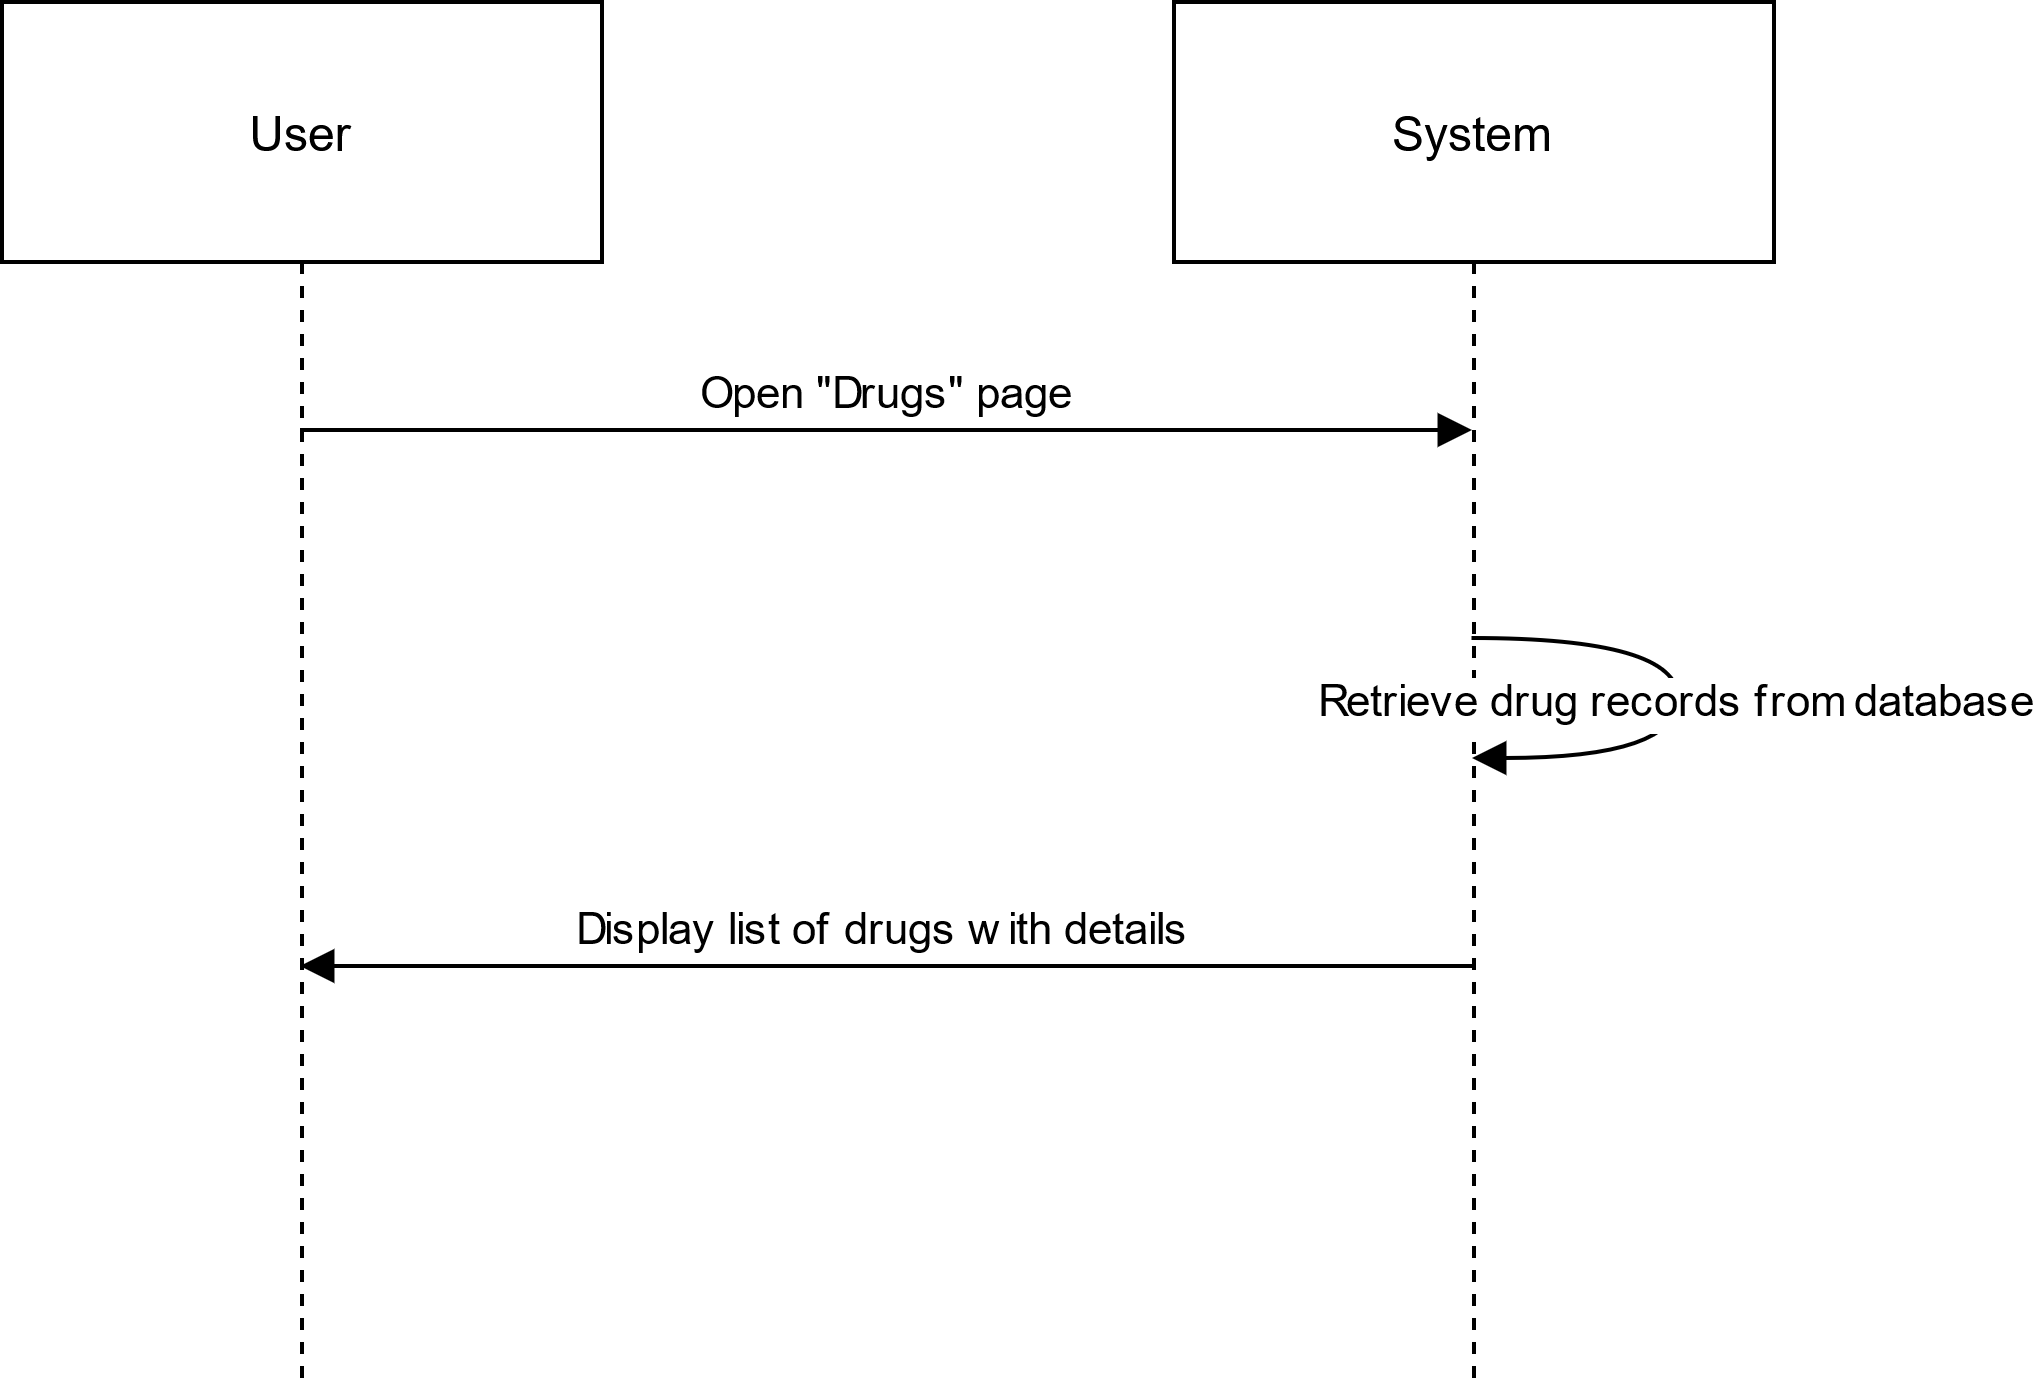 User
System
Open "Drugs" page
Retrieve drug records from database
Display list of drugs with details